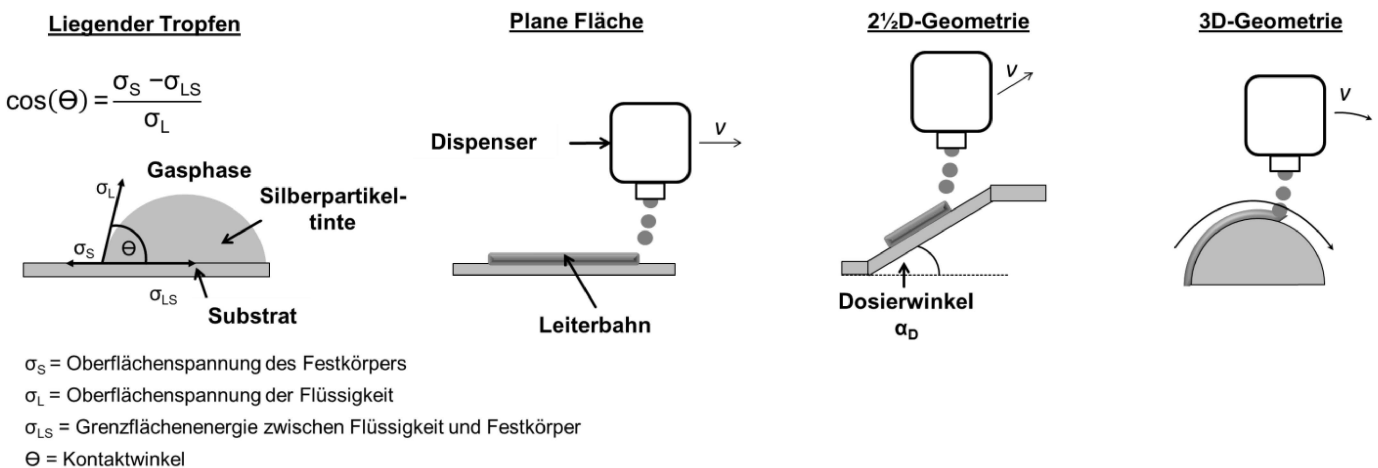 Liegender Tropfen
cos(Θ) = (σS − σLS) / σL
Gasphase
Silberpartikel-
tinte
σL
σS
Θ
σLS
Substrat
Plane Fläche
Dispenser
v
Leiterbahn
2½D-Geometrie
v
Dosierwinkel
αD
3D-Geometrie
v
σS = Oberflächenspannung des Festkörpers
σL = Oberflächenspannung der Flüssigkeit
σLS = Grenzflächenenergie zwischen Flüssigkeit und Festkörper
Θ = Kontaktwinkel